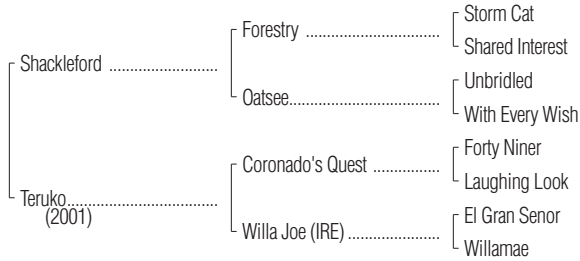 Storm Cat
Forestry ........................
Shared Interest
Shackleford ..........................
Unbridled
Oatsee............................
With Every Wish
Forty Niner
Coronado's Quest ................
Laughing Look
Teruko....................................
(2001)
El Gran Senor
Willa Joe (IRE) ......................
Willamae